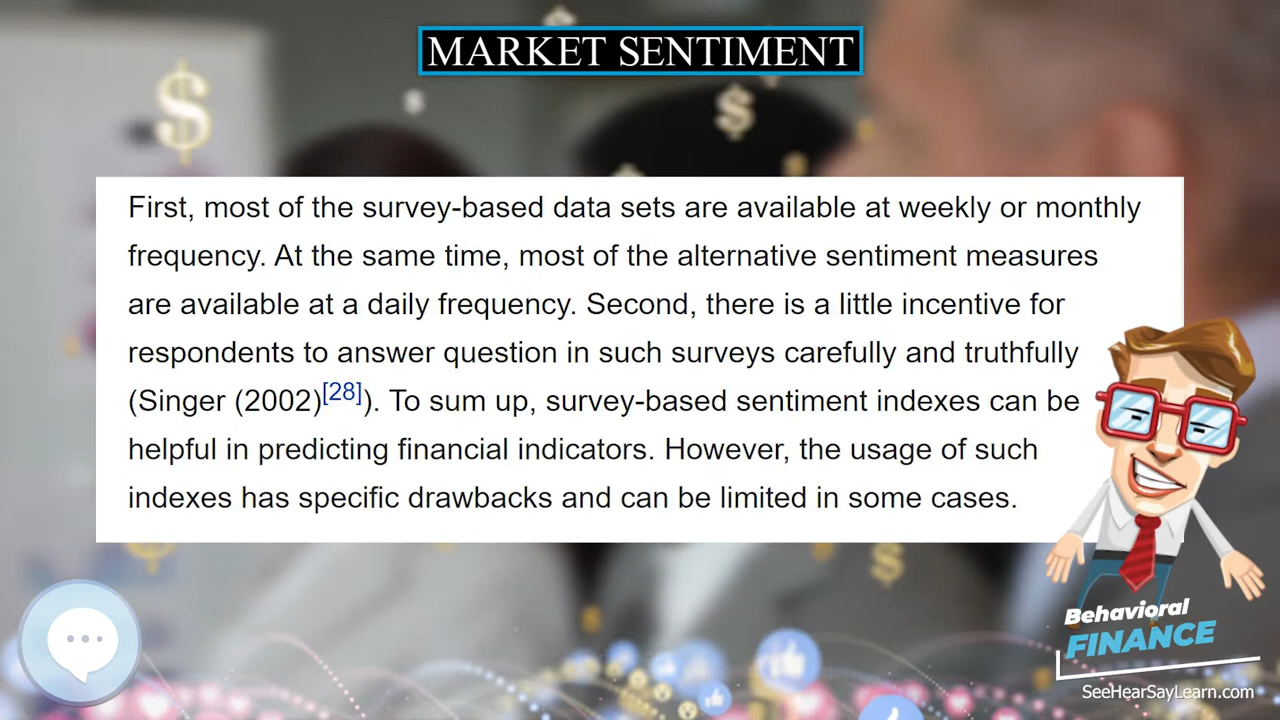 MARKET SENTIMENT
First, most of the survey-based data sets are available at weekly or monthly
frequency. At the same time, most of the alternative sentiment measures
are available at a daily frequency. Second, there is a little incentive for
respondents to answer question in such surveys carefully and truthfully
(Singer (2002)[28]). To sum up, survey-based sentiment indexes can be
helpful in predicting financial indicators. However, the usage of such
indexes has specific drawbacks and can be limited in some cases.
Behavioral
FINANCE
SeeHearSayLearn.com